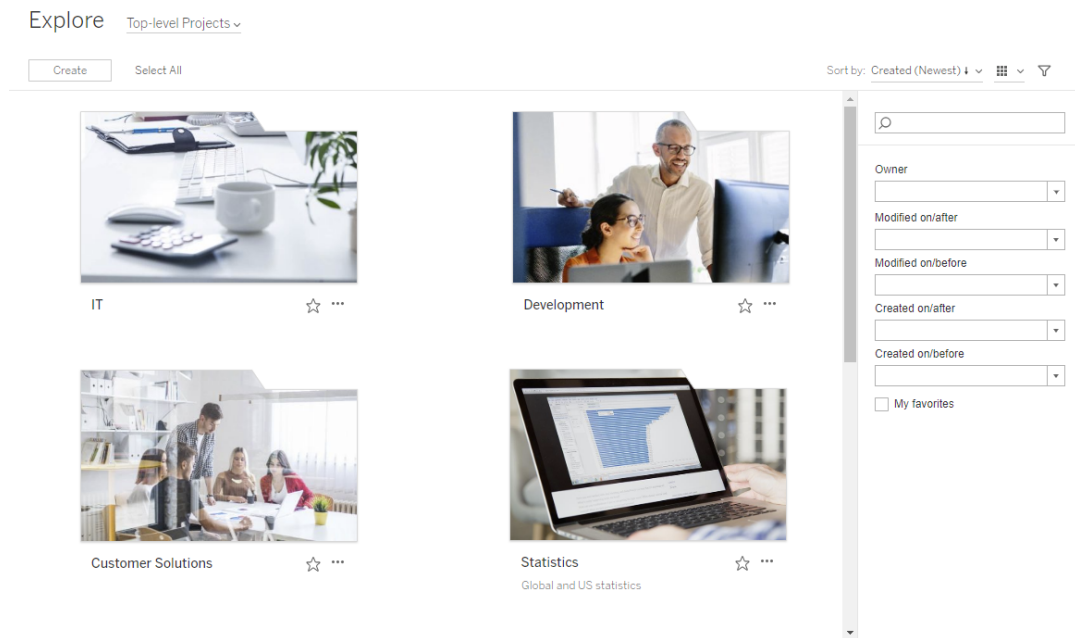 Explore
Top-level Projects
Create
Select All
Sort by: Created (Newest)
IT
Development
Customer Solutions
Statistics
Global and US statistics
Owner
Modified on/after
Modified on/before
Created on/after
Created on/before
My favorites